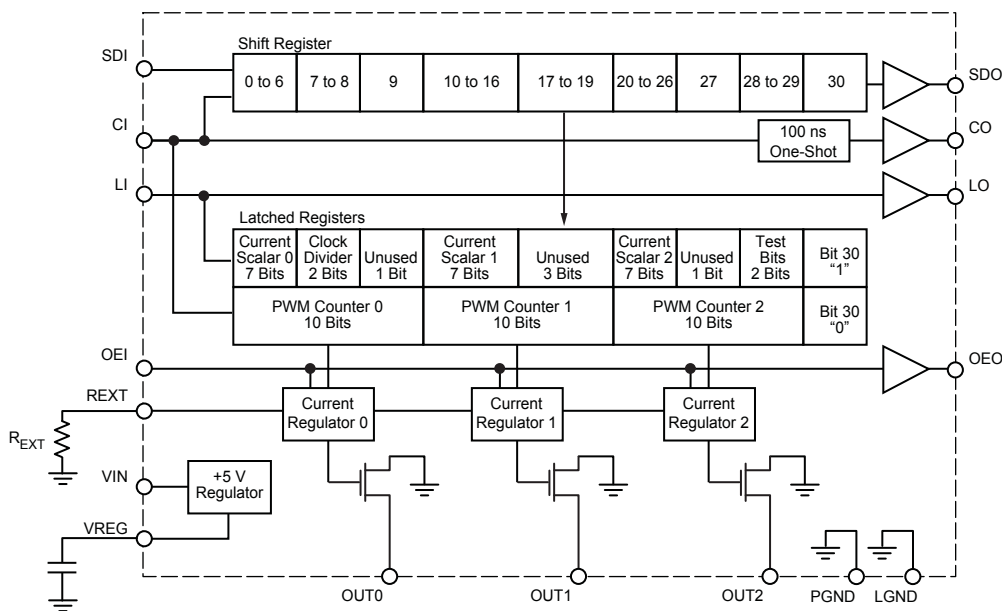 Shift Register
SDI
0 to 6
7 to 8
9
10 to 16
17 to 19
20 to 26
27
28 to 29
30
SDO
CI
100 ns
One-Shot
CO
LI
LO
Latched Registers
Current
Scalar 0
7 Bits
Clock
Divider
2 Bits
Unused
1 Bit
Current
Scalar 1
7 Bits
Unused
3 Bits
Current
Scalar 2
7 Bits
Unused
1 Bit
Test
Bits
2 Bits
Bit 30
“1”
PWM Counter 0
10 Bits
PWM Counter 1
10 Bits
PWM Counter 2
10 Bits
Bit 30
“0”
OEI
OEO
REXT
Current
Regulator 0
Current
Regulator 1
Current
Regulator 2
REXT
VIN
+5 V
Regulator
VREG
OUT0
OUT1
OUT2
PGND
LGND